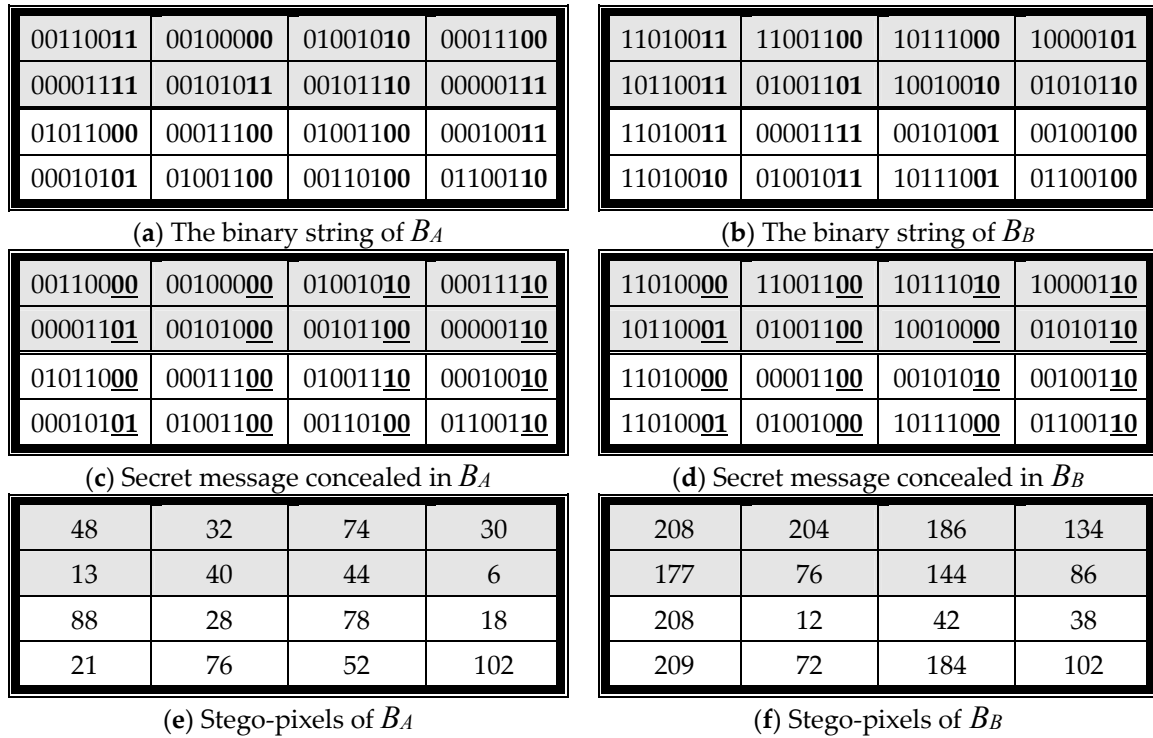 00110011 00100000 01001010 00011100 11010011 11001100 10111000 10000101
00001111 00101011 00101110 00000111 10110011 01001101 10010010 01010110
01011000 00011100 01001100 00010011 11010011 00001111 00101001 00100100
00010101 01001100 00110100 01100110 11010010 01001011 10111001 01100100
(a) The binary string of BA (b) The binary string of BB
00110000 00100000 01001010 00011110 11010000 11001100 10111010 10000110
00001101 00101000 00101100 00000110 10110001 01001100 10010000 01010110
01011000 00011100 01001110 00010010 11010000 00001100 00101010 00100110
00010101 01001100 00110100 01100110 11010001 01001000 10111000 01100110
(c) Secret message concealed in BA (d) Secret message concealed in BB
48 32 74 30 208 204 186 134
13 40 44 6 177 76 144 86
88 28 78 18 208 12 42 38
21 76 52 102 209 72 184 102
(e) Stego-pixels of BA (f) Stego-pixels of BB